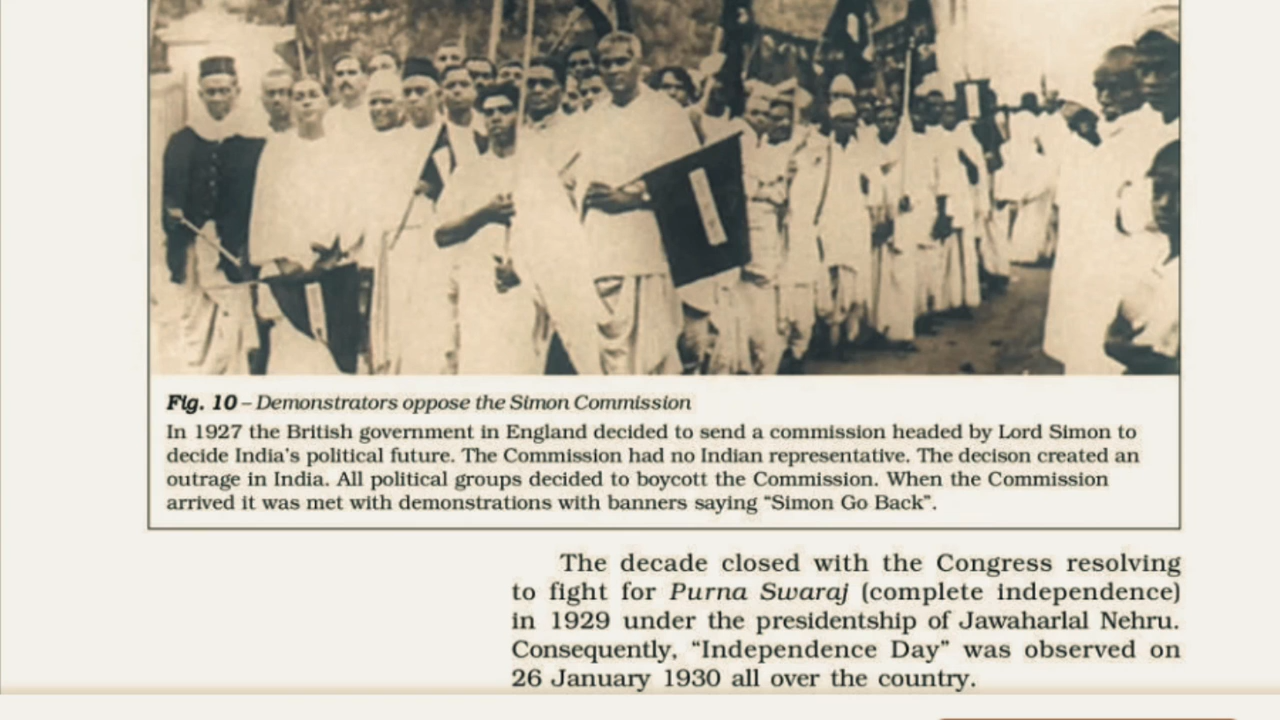 Fig. 10 – Demonstrators oppose the Simon Commission
In 1927 the British government in England decided to send a commission headed by Lord Simon to
decide India's political future. The Commission had no Indian representative. The decison created an
outrage in India. All political groups decided to boycott the Commission. When the Commission
arrived it was met with demonstrations with banners saying “Simon Go Back”.
The decade closed with the Congress resolving
to fight for Purna Swaraj (complete independence)
in 1929 under the presidentship of Jawaharlal Nehru.
Consequently, “Independence Day” was observed on
26 January 1930 all over the country.